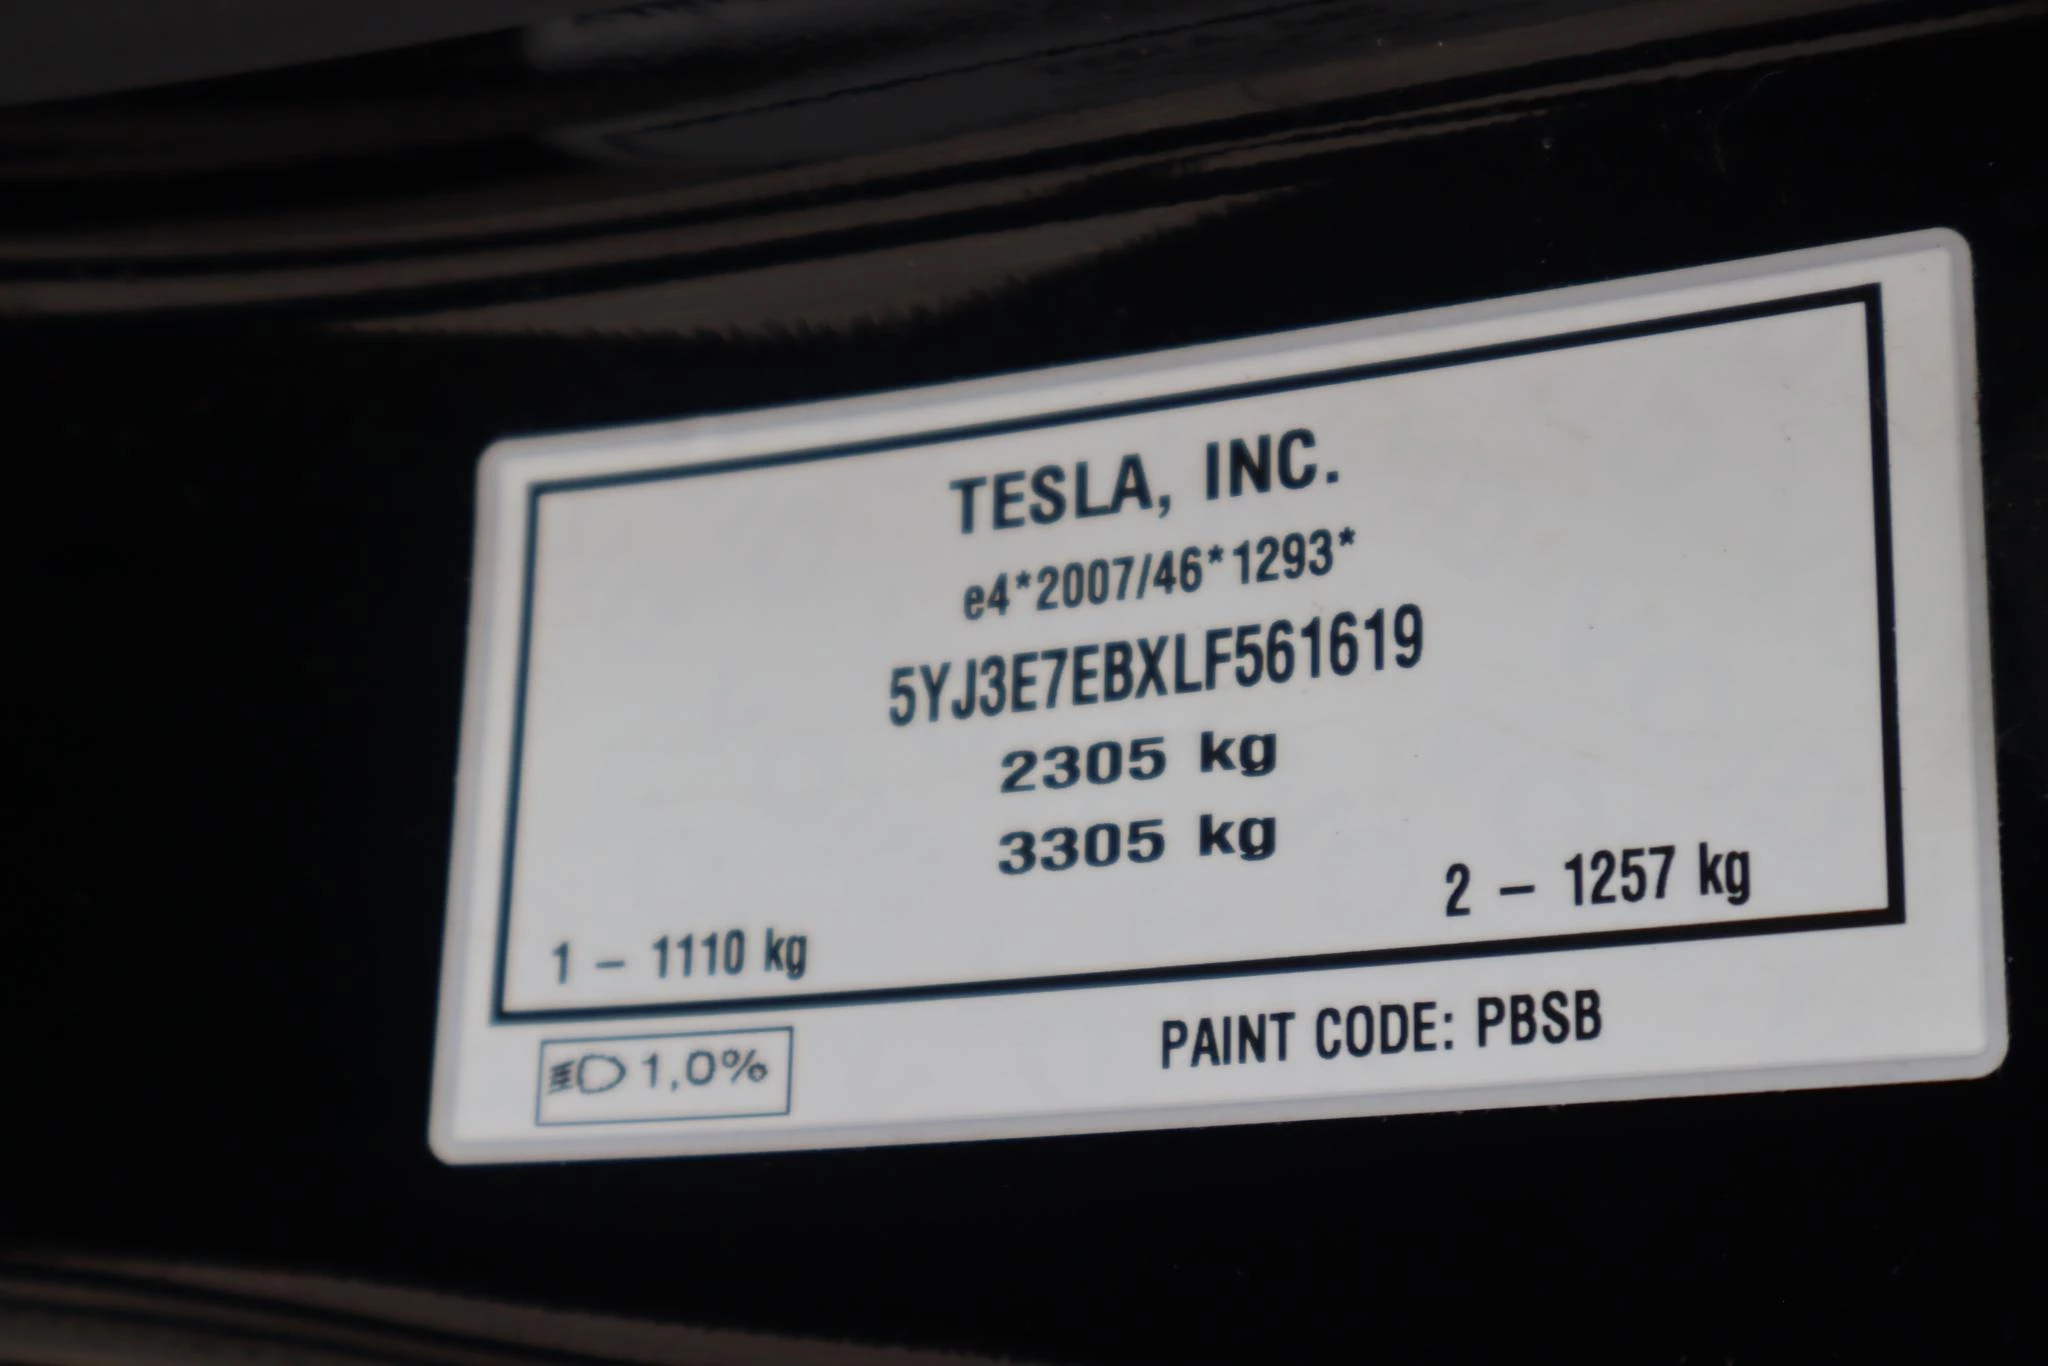 TESLA, INC.
e4*2007/46*1293*
5YJ3E7EBXLF561619
2305 kg
3305 kg
1 – 1110 kg
2 – 1257 kg
1,0%
PAINT CODE: PBSB